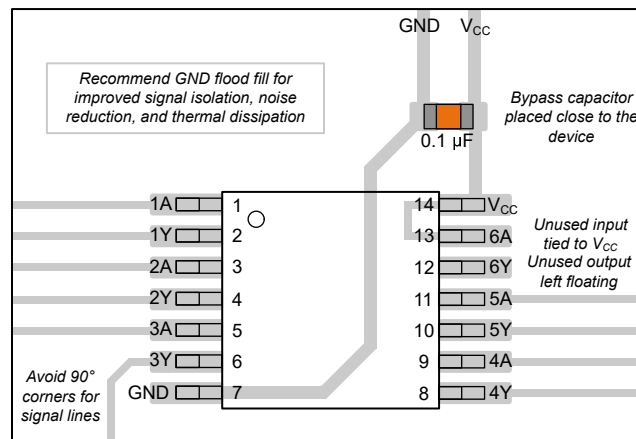 GND V_CC
Recommend GND flood fill for
improved signal isolation, noise
reduction, and thermal dissipation
Bypass capacitor
placed close to the
device
0.1 µF
1A 1 14 V_CC
1Y 2 13 6A
2A 3 12 6Y
2Y 4 11 5A
3A 5 10 5Y
3Y 6 9 4A
GND 7 8 4Y
Unused input
tied to V_CC
Unused output
left floating
Avoid 90°
corners for
signal lines